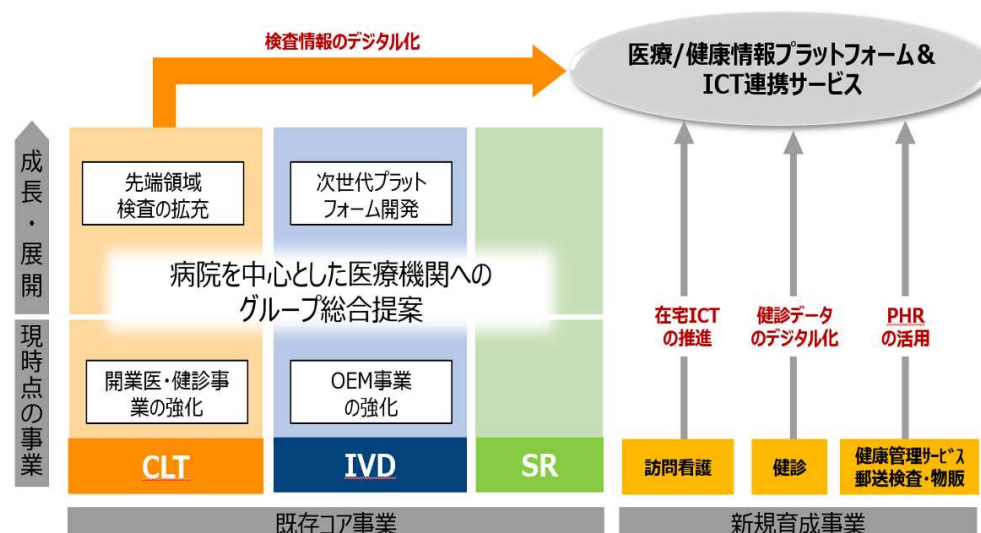 検査情報のデジタル化
医療/健康情報プラットフォーム＆
ICT連携サービス
成長・展開
先端領域
検査の拡充
次世代プラット
フォーム開発
病院を中心とした医療機関への
グループ総合提案
在宅ICT
の推進
健診データ
のデジタル化
PHR
の活用
現時点の事業
開業医・健診事
業の強化
OEM事業
の強化
CLT
IVD
SR
訪問看護
健診
健康管理ｻｰﾋﾞｽ
郵送検査・物販
既存コア事業
新規育成事業